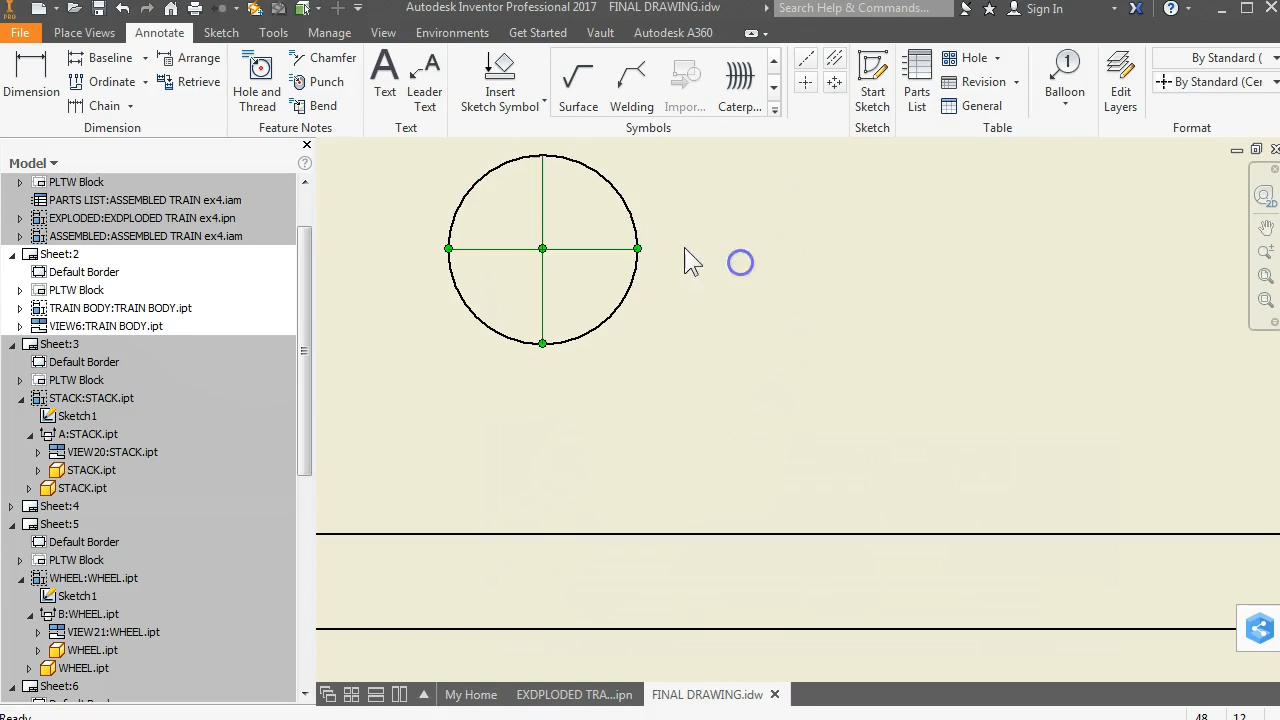 PRO
Autodesk Inventor Professional 2017 FINAL DRAWING.idw
Search Help & Commands...
Sign In
File Place Views Annotate Sketch Tools Manage View Environments Get Started Vault Autodesk A360
Dimension
Baseline
Ordinate
Chain
Arrange
Retrieve
Dimension
Hole and
Thread
Chamfer
Punch
Bend
Feature Notes
Text
Leader
Text
Text
Insert
Sketch Symbol
Surface
Welding
Impor...
Caterp...
Symbols
Start
Sketch
Sketch
Parts
List
Hole
Revision
General
Table
Balloon
Edit
Layers
By Standard (
By Standard (Cer
Format
Model
PLTW Block
PARTS LIST:ASSEMBLED TRAIN ex4.iam
EXPLODED:EXDPLODED TRAIN ex4.ipn
ASSEMBLED:ASSEMBLED TRAIN ex4.iam
Sheet:2
Default Border
PLTW Block
TRAIN BODY:TRAIN BODY.ipt
VIEW6:TRAIN BODY.ipt
Sheet:3
Default Border
PLTW Block
STACK:STACK.ipt
Sketch1
A:STACK.ipt
VIEW20:STACK.ipt
STACK.ipt
STACK.ipt
Sheet:4
Sheet:5
Default Border
PLTW Block
WHEEL:WHEEL.ipt
Sketch1
B:WHEEL.ipt
VIEW21:WHEEL.ipt
WHEEL.ipt
WHEEL.ipt
Sheet:6
2D
My Home EXDPLODED TRA...ipn FINAL DRAWING.idw
Ready
48 12